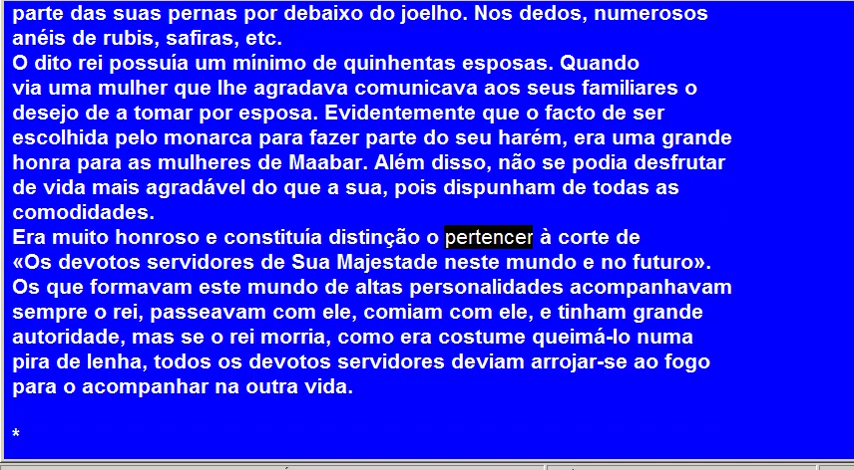 parte das suas pernas por debaixo do joelho. Nos dedos, numerosos
anéis de rubis, safiras, etc.
O dito rei possuía um mínimo de quinhentas esposas. Quando
via uma mulher que lhe agradava comunicava aos seus familiares o
desejo de a tomar por esposa. Evidentemente que o facto de ser
escolhida pelo monarca para fazer parte do seu harém, era uma grande
honra para as mulheres de Maabar. Além disso, não se podia desfrutar
de vida mais agradável do que a sua, pois dispunham de todas as
comodidades.
Era muito honroso e constituía distinção o pertencer à corte de
«Os devotos servidores de Sua Majestade neste mundo e no futuro».
Os que formavam este mundo de altas personalidades acompanhavam
sempre o rei, passeavam com ele, comiam com ele, e tinham grande
autoridade, mas se o rei morria, como era costume queimá-lo numa
pira de lenha, todos os devotos servidores deviam arrojar-se ao fogo
para o acompanhar na outra vida.
*